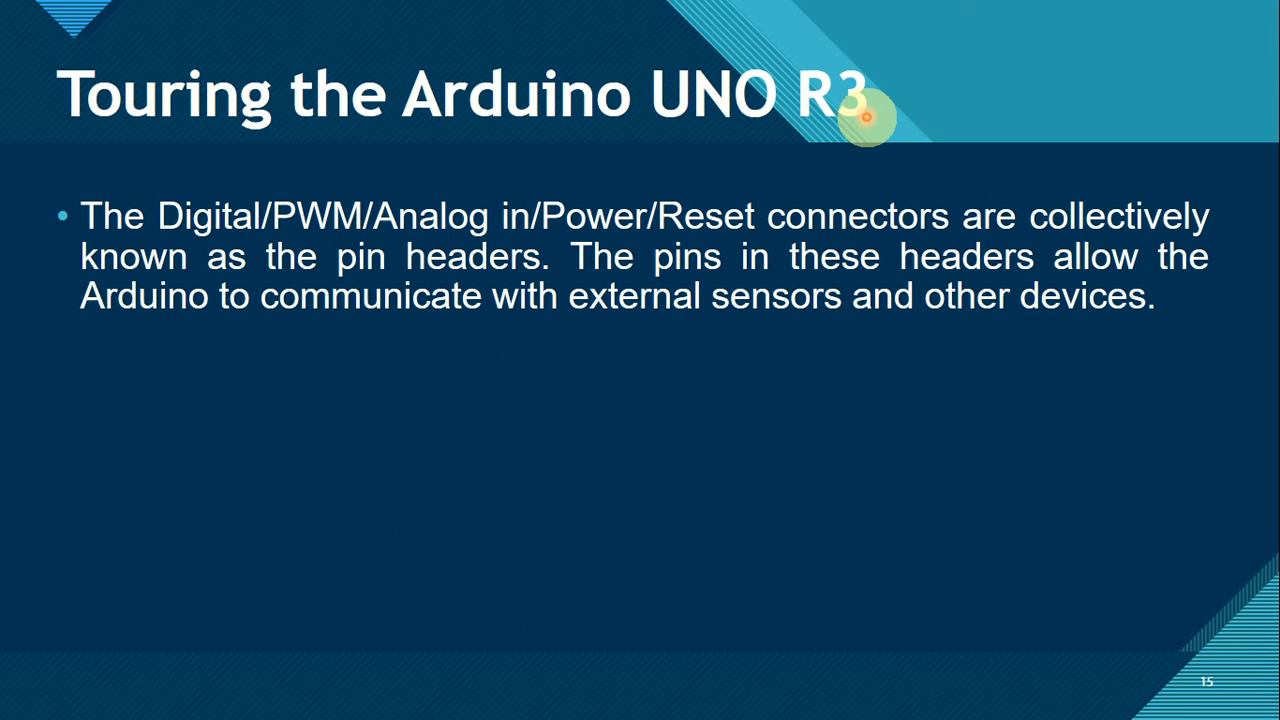 Touring the Arduino UNO R3
• The Digital/PWM/Analog in/Power/Reset connectors are collectively
known as the pin headers. The pins in these headers allow the
Arduino to communicate with external sensors and other devices.
15